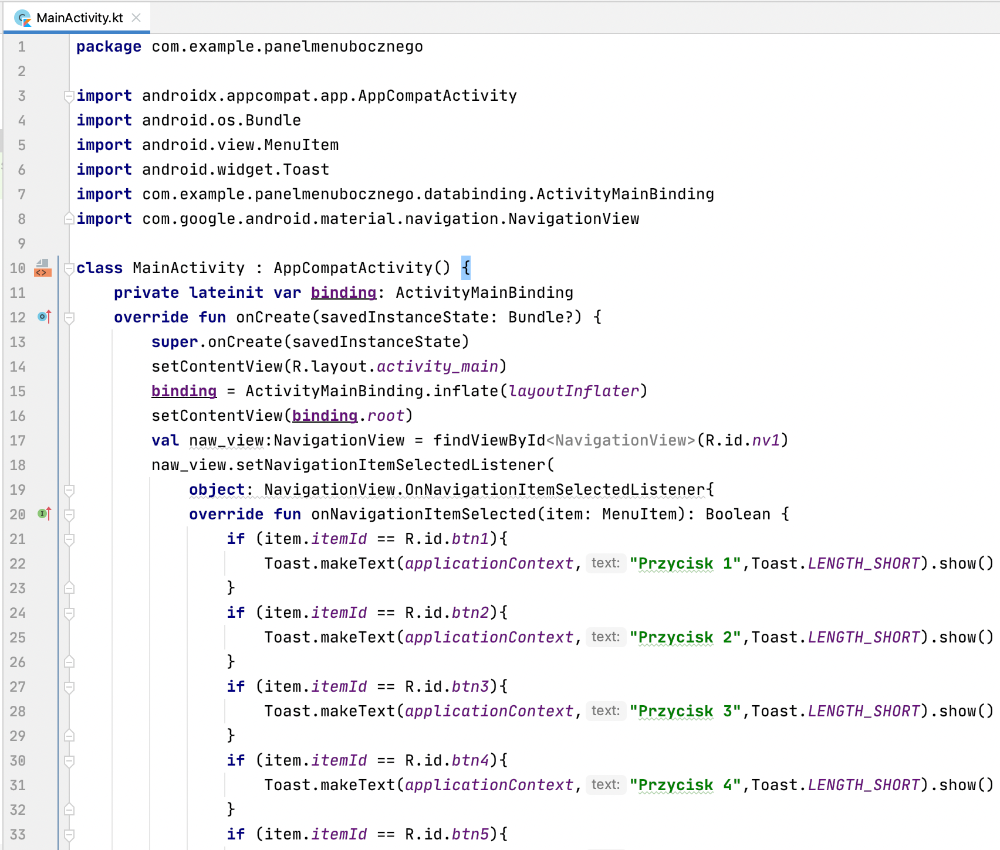 MainActivity.kt
1 package com.example.panelmenubocznego
2
3 import androidx.appcompat.app.AppCompatActivity
4 import android.os.Bundle
5 import android.view.MenuItem
6 import android.widget.Toast
7 import com.example.panelmenubocznego.databinding.ActivityMainBinding
8 import com.google.android.material.navigation.NavigationView
9
10 class MainActivity : AppCompatActivity() {
11     private lateinit var binding: ActivityMainBinding
12     override fun onCreate(savedInstanceState: Bundle?) {
13         super.onCreate(savedInstanceState)
14         setContentView(R.layout.activity_main)
15         binding = ActivityMainBinding.inflate(layoutInflater)
16         setContentView(binding.root)
17         val naw_view:NavigationView = findViewById<NavigationView>(R.id.nv1)
18         naw_view.setNavigationItemSelectedListener(
19             object: NavigationView.OnNavigationItemSelectedListener{
20             override fun onNavigationItemSelected(item: MenuItem): Boolean {
21                 if (item.itemId == R.id.btn1){
22                     Toast.makeText(applicationContext, text: "Przycisk 1",Toast.LENGTH_SHORT).show()
23                 }
24                 if (item.itemId == R.id.btn2){
25                     Toast.makeText(applicationContext, text: "Przycisk 2",Toast.LENGTH_SHORT).show()
26                 }
27                 if (item.itemId == R.id.btn3){
28                     Toast.makeText(applicationContext, text: "Przycisk 3",Toast.LENGTH_SHORT).show()
29                 }
30                 if (item.itemId == R.id.btn4){
31                     Toast.makeText(applicationContext, text: "Przycisk 4",Toast.LENGTH_SHORT).show()
32                 }
33                 if (item.itemId == R.id.btn5){